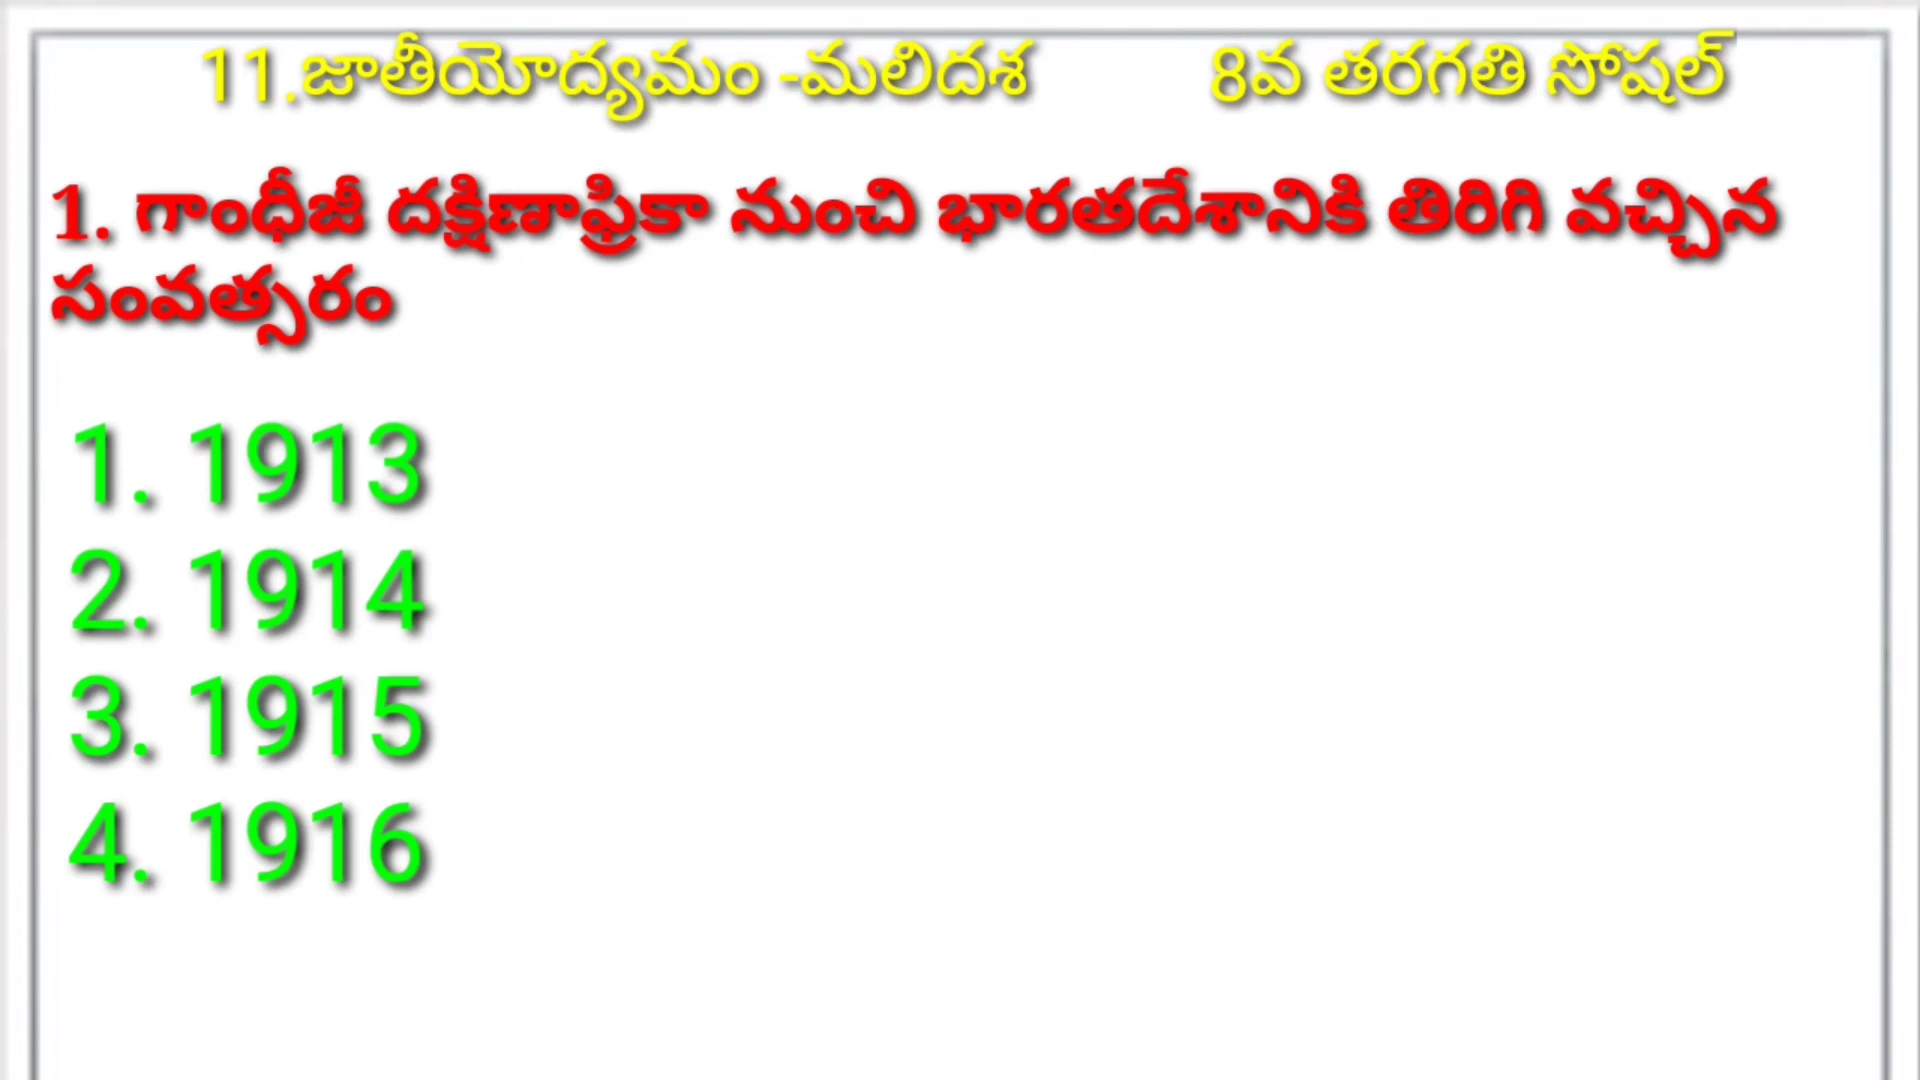 11.జాతీయోద్యమం -మలిదశ 8వ తరగతి సోషల్
1. గాంధీజీ దక్షిణాఫ్రికా నుంచి భారతదేశానికి తిరిగి వచ్చిన
సంవత్సరం
1. 1913
2. 1914
3. 1915
4. 1916